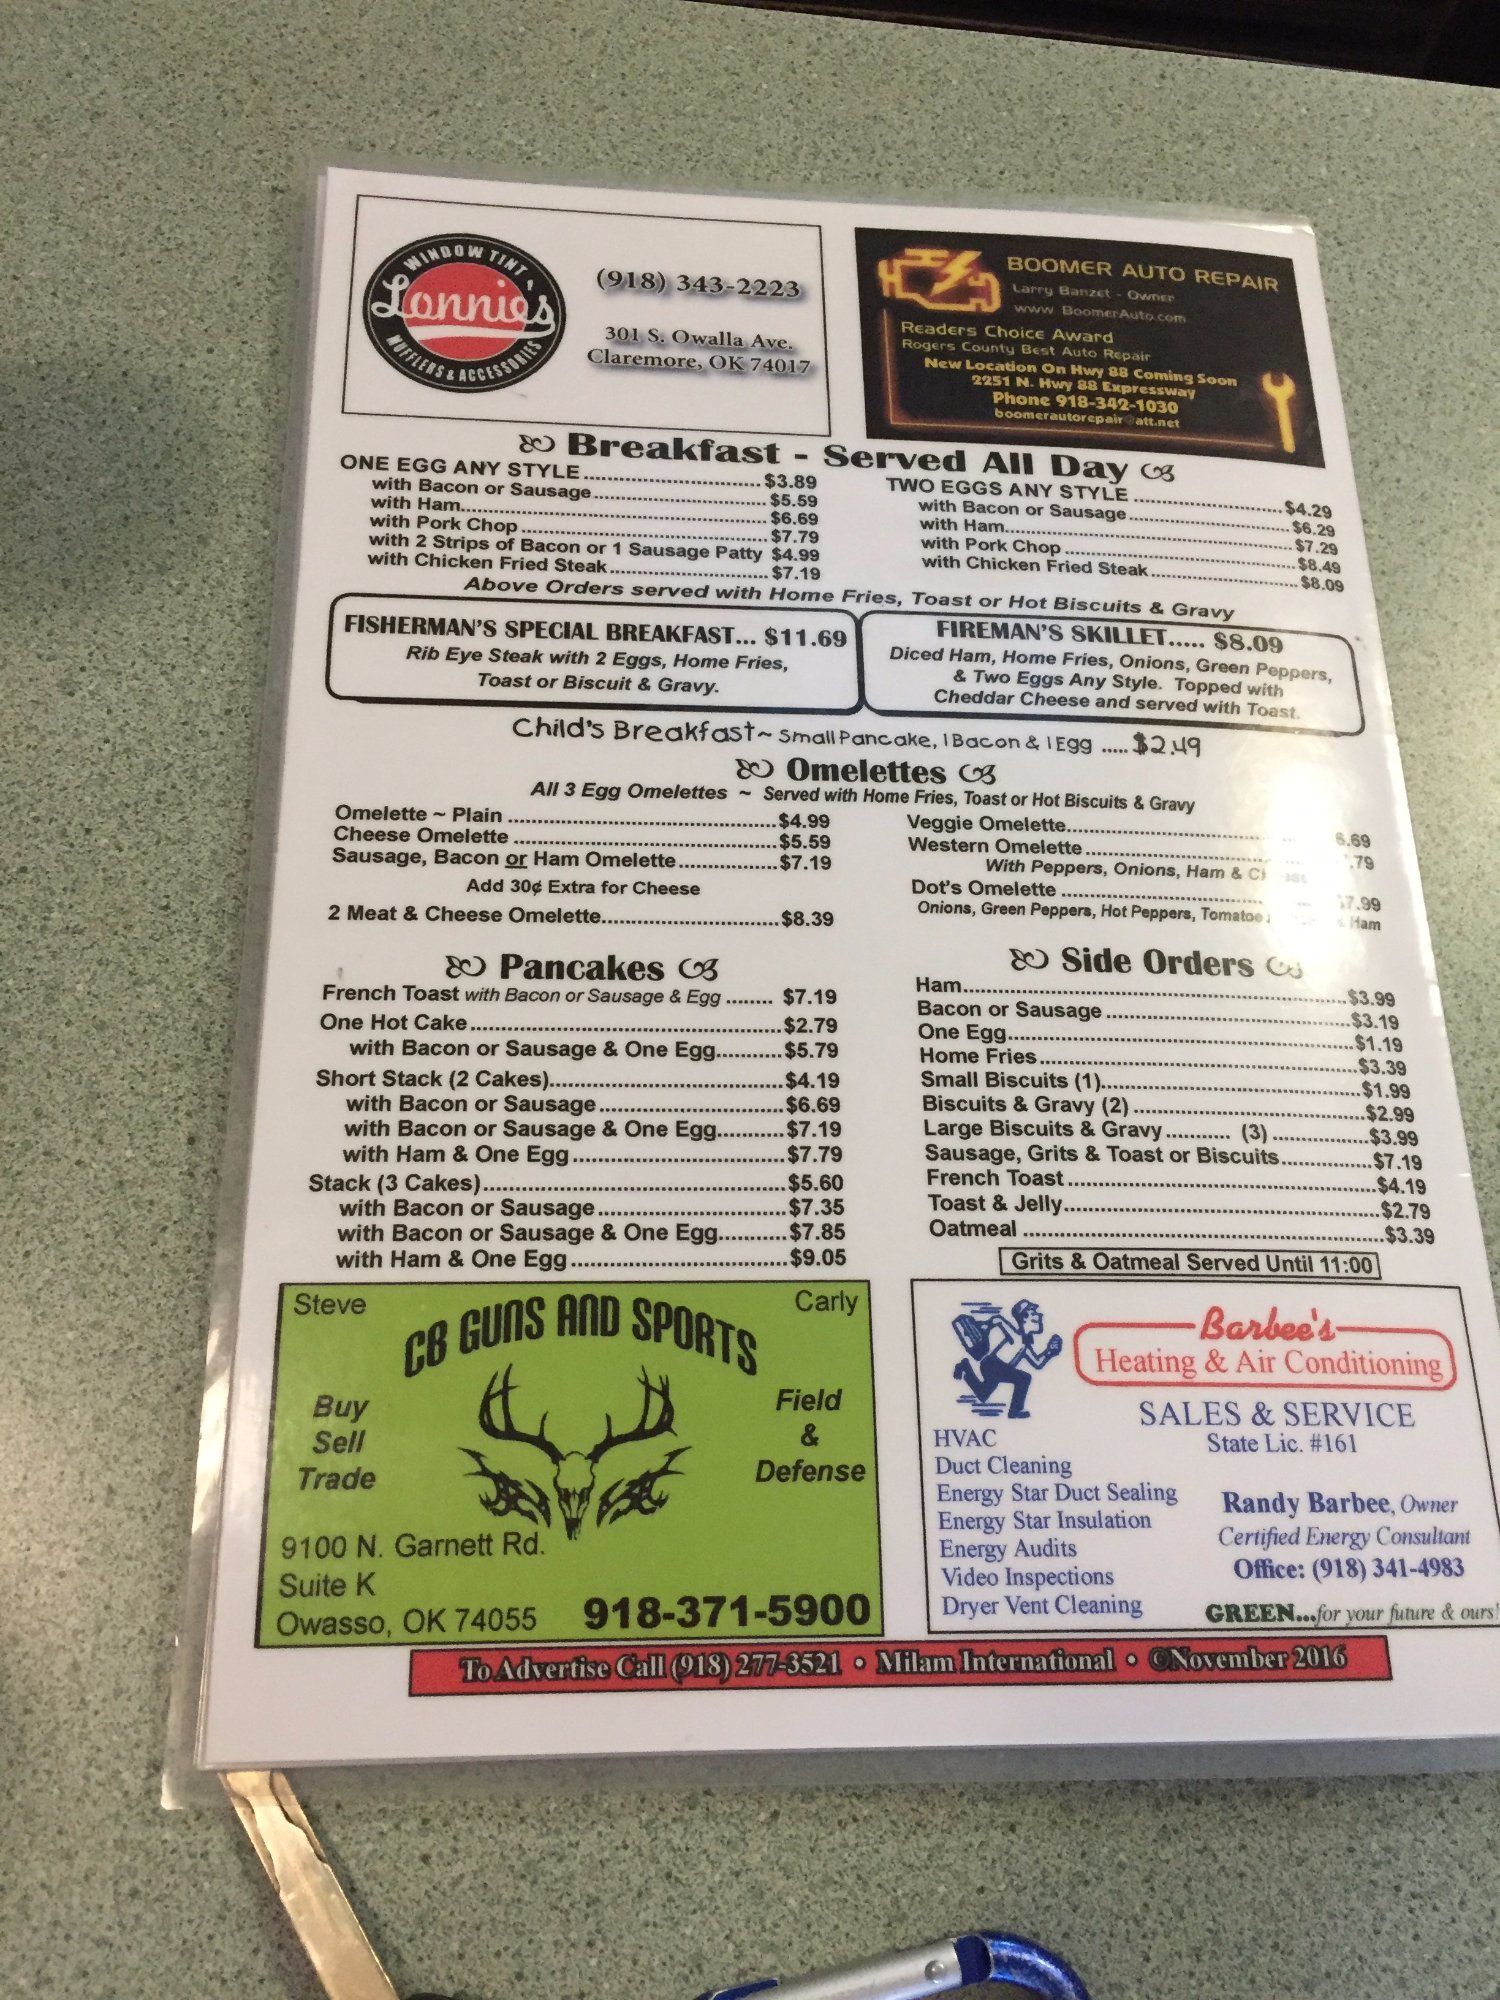 WINDOW TINT
Lonnies
MUFFLERS & ACCESSORIES
(918) 343-2223
301 S. Owalla Ave.
Claremore, OK 74017
BOOMER AUTO REPAIR
Larry Banzet - Owner
www.BoomerAuto.com
Readers Choice Award
Rogers County Best Auto Repair
New Location On Hwy 88 Coming Soon
2251 N. Hwy 88 Expressway
Phone 918-342-1030
boomerautorepair@att.net
Breakfast - Served All Day
ONE EGG ANY STYLE $3.89
with Bacon or Sausage $5.59
with Ham $6.69
with Pork Chop $7.79
with 2 Strips of Bacon or 1 Sausage Patty $4.99
with Chicken Fried Steak $7.19
TWO EGGS ANY STYLE $4.29
with Bacon or Sausage $6.29
with Ham $7.29
with Pork Chop $8.49
with Chicken Fried Steak $8.09
Above Orders served with Home Fries, Toast or Hot Biscuits & Gravy
FISHERMAN'S SPECIAL BREAKFAST... $11.69
Rib Eye Steak with 2 Eggs, Home Fries,
Toast or Biscuit & Gravy.
FIREMAN'S SKILLET..... $8.09
Diced Ham, Home Fries, Onions, Green Peppers,
& Two Eggs Any Style. Topped with
Cheddar Cheese and served with Toast.
Child's Breakfast~ Small Pancake, 1 Bacon & 1 Egg ..... $2.49
Omelettes
All 3 Egg Omelettes ~ Served with Home Fries, Toast or Hot Biscuits & Gravy
Omelette ~ Plain $4.99
Cheese Omelette $5.59
Sausage, Bacon or Ham Omelette $7.19
Add 30¢ Extra for Cheese
2 Meat & Cheese Omelette $8.39
Veggie Omelette 6.69
Western Omelette .79
With Peppers, Onions, Ham &
Dot's Omelette $7.99
Onions, Green Peppers, Hot Peppers, Tomatoe Ham
Pancakes
French Toast with Bacon or Sausage & Egg ........ $7.19
One Hot Cake $2.79
with Bacon or Sausage & One Egg $5.79
Short Stack (2 Cakes) $4.19
with Bacon or Sausage $6.69
with Bacon or Sausage & One Egg $7.19
with Ham & One Egg $7.79
Stack (3 Cakes) $5.60
with Bacon or Sausage $7.35
with Bacon or Sausage & One Egg $7.85
with Ham & One Egg $9.05
Side Orders
Ham $3.99
Bacon or Sausage $3.19
One Egg $1.19
Home Fries $3.39
Small Biscuits (1) $1.99
Biscuits & Gravy (2) $2.99
Large Biscuits & Gravy (3) $3.99
Sausage, Grits & Toast or Biscuits $7.19
French Toast $4.19
Toast & Jelly $2.79
Oatmeal $3.39
Grits & Oatmeal Served Until 11:00
Steve
Carly
CB GUNS AND SPORTS
Buy
Sell
Trade
Field
&
Defense
9100 N. Garnett Rd.
Suite K
Owasso, OK 74055
918-371-5900
Barbee's
Heating & Air Conditioning
SALES & SERVICE
State Lic. #161
HVAC
Duct Cleaning
Energy Star Duct Sealing
Energy Star Insulation
Energy Audits
Video Inspections
Dryer Vent Cleaning
Randy Barbee, Owner
Certified Energy Consultant
Office: (918) 341-4983
GREEN...for your future & ours!
To Advertise Call (918) 277-3521 • Milam International • ©November 2016